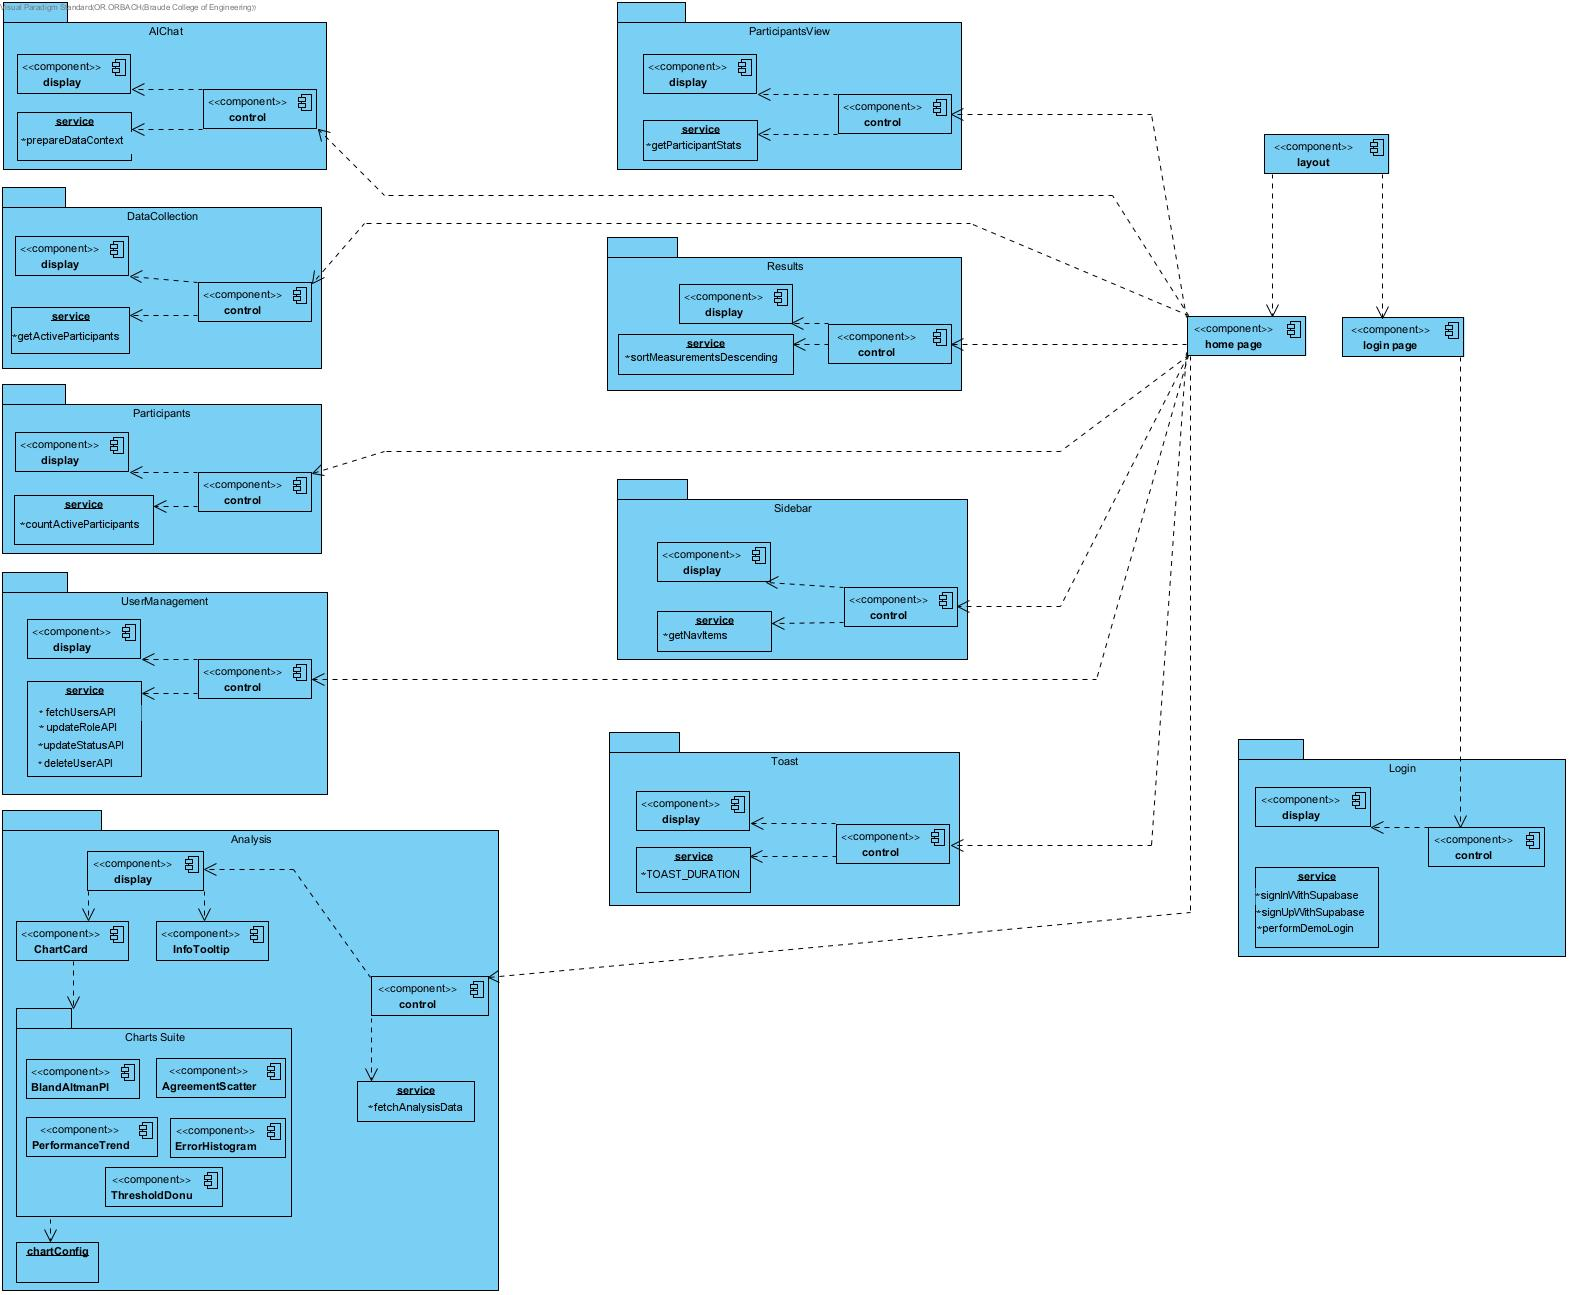 Visual Paradigm Standard(OR.ORBACH(Braude College of Engineering))
AIChat
<<component>>
display
<<component>>
control
service
*prepareDataContext
DataCollection
<<component>>
display
<<component>>
control
service
*getActiveParticipants
Participants
<<component>>
display
<<component>>
control
service
*countActiveParticipants
UserManagement
<<component>>
display
<<component>>
control
service
* fetchUsersAPI
* updateRoleAPI
*updateStatusAPI
* deleteUserAPI
Analysis
<<component>>
display
<<component>>
ChartCard
<<component>>
InfoTooltip
<<component>>
control
Charts Suite
<<component>>
BlandAltmanPl
<<component>>
AgreementScatter
<<component>>
PerformanceTrend
<<component>>
ErrorHistogram
<<component>>
ThresholdDonu
service
*fetchAnalysisData
chartConfig
ParticipantsView
<<component>>
display
<<component>>
control
service
*getParticipantStats
Results
<<component>>
display
<<component>>
control
service
*sortMeasurementsDescending
Sidebar
<<component>>
display
<<component>>
control
service
*getNavItems
Toast
<<component>>
display
<<component>>
control
service
*TOAST_DURATION
<<component>>
layout
<<component>>
home page
<<component>>
login page
Login
<<component>>
display
<<component>>
control
service
*signInWithSupabase
*signUpWithSupabase
*performDemoLogin